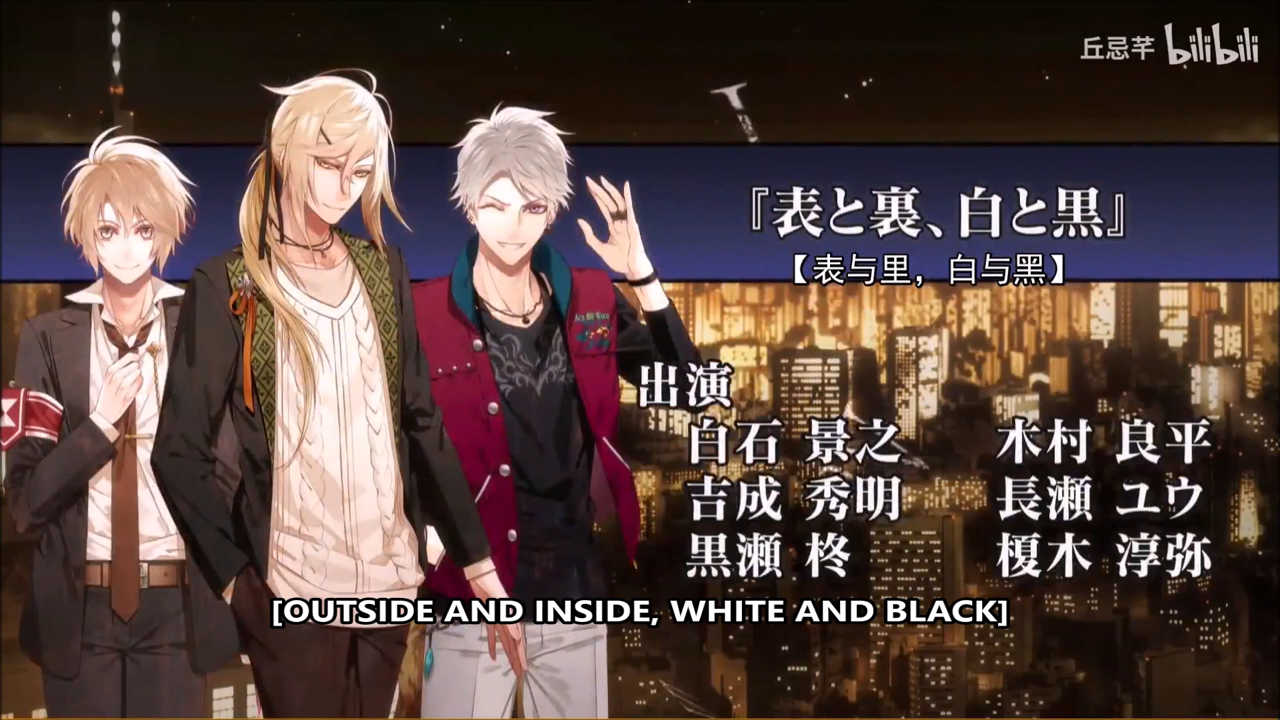 丘忌芊 bilibili
『表と裏、白と黒』
【表与里，白与黑】
出演
白石 景之 木村 良平
吉成 秀明 長瀬 ユウ
黒瀬 柊 榎木 淳弥
[OUTSIDE AND INSIDE, WHITE AND BLACK]